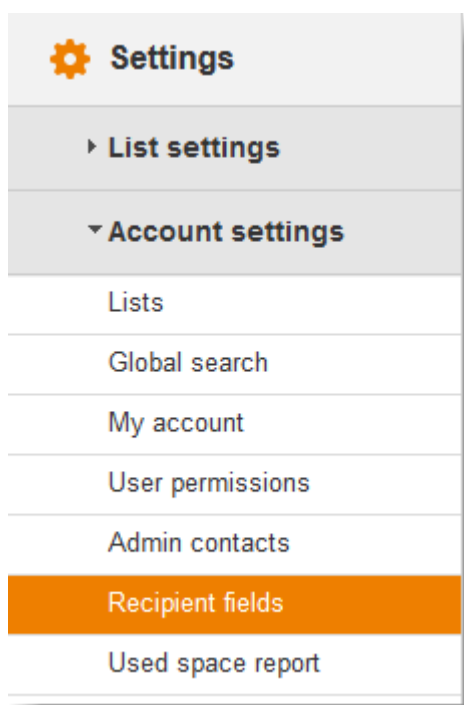 Settings
List settings
Account settings
Lists
Global search
My account
User permissions
Admin contacts
Recipient fields
Used space report